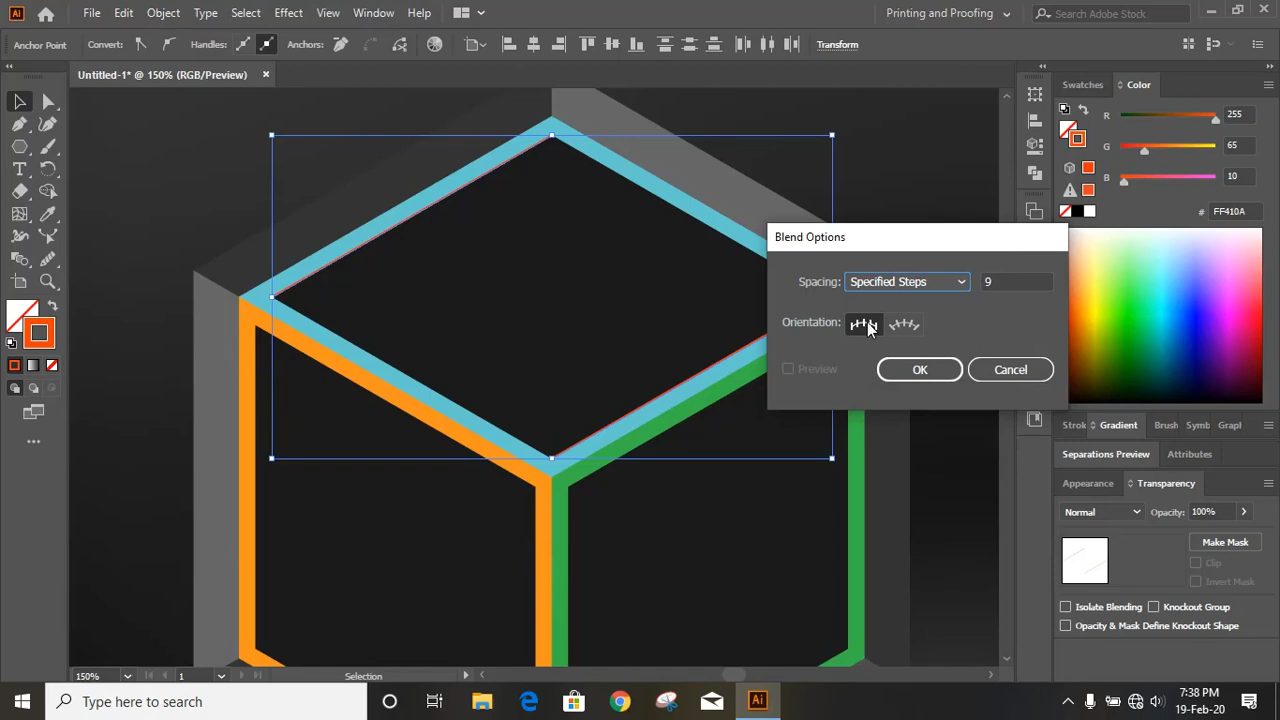 Ai File Edit Object Type Select Effect View Window Help Printing and Proofing Search Adobe Stock
Anchor Point Convert: Handles: Anchors: Transform
Untitled-1* @ 150% (RGB/Preview) ×
Swatches Color
R 255
G 65
B 10
# FF410A
Blend Options
Spacing: Specified Steps 9
Orientation:
Preview OK Cancel
Strok Gradient Brush Symb Graph
Separations Preview Attributes
Appearance Transparency
Normal Opacity: 100%
Make Mask
Clip
Invert Mask
Isolate Blending Knockout Group
Opacity & Mask Define Knockout Shape
150% 1 Selection
Type here to search
Ai
7:38 PM
19-Feb-20